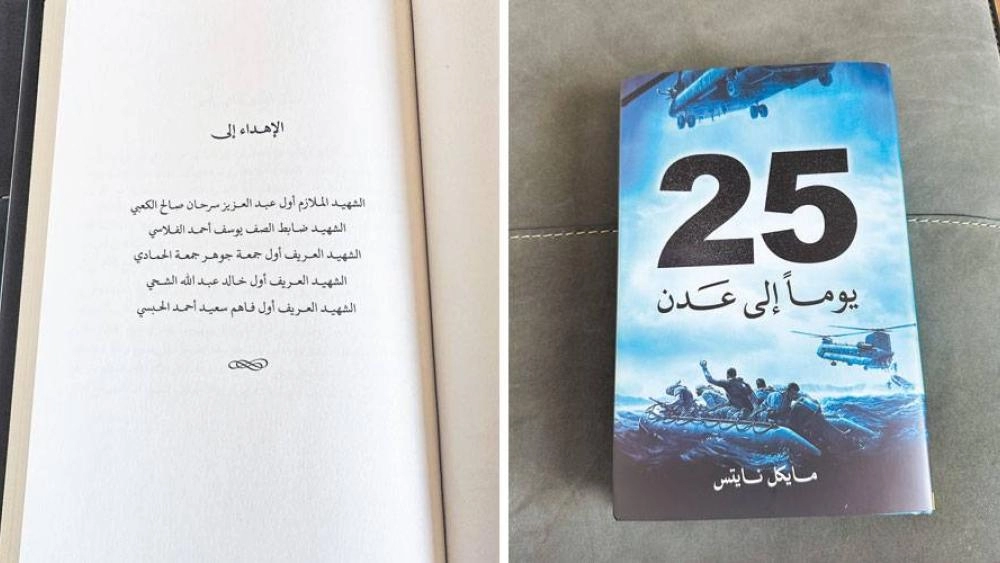 الإهداء إلى
الشهيد الملازم أول عبد العزيز سرحان صالح الكعبي
الشهيد ضابط الصف يوسف أحمد الفلاسي
الشهيد العريف أول جمعة جوهر جمعة الحمادي
الشهيد العريف أول خالد عبد الله الشحي
الشهيد العريف أول فاهم سعيد أحمد الحبسي
25
يوماً إلى عَدن
مايكل نايتس